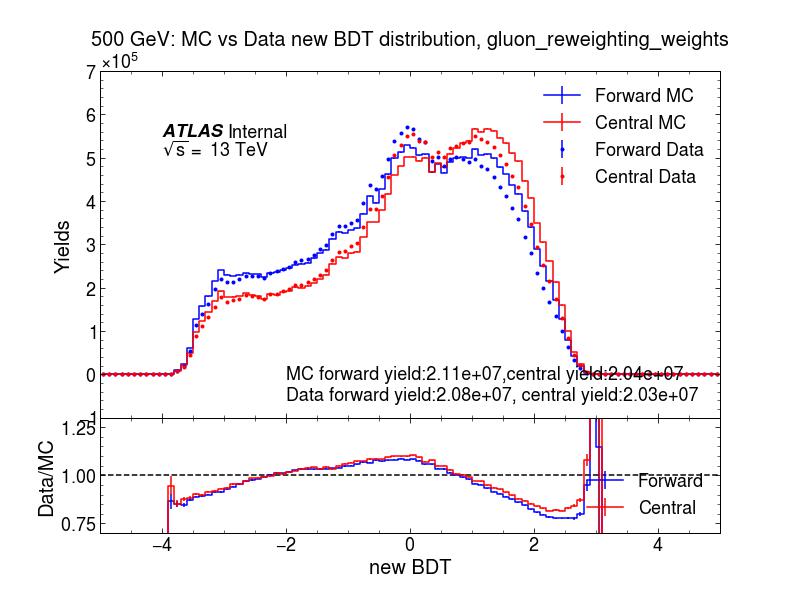 500 GeV: MC vs Data new BDT distribution, gluon_reweighting_weights
×10⁵
7
6
5
4
3
2
1
0
−1
Yields
ATLAS Internal
√s = 13 TeV
Forward MC
Central MC
Forward Data
Central Data
MC forward yield:2.11e+07,central yield:2.04e+07
Data forward yield:2.08e+07, central yield:2.03e+07
1.25
1.00
0.75
Data/MC
Forward
Central
−4 −2 0 2 4
new BDT